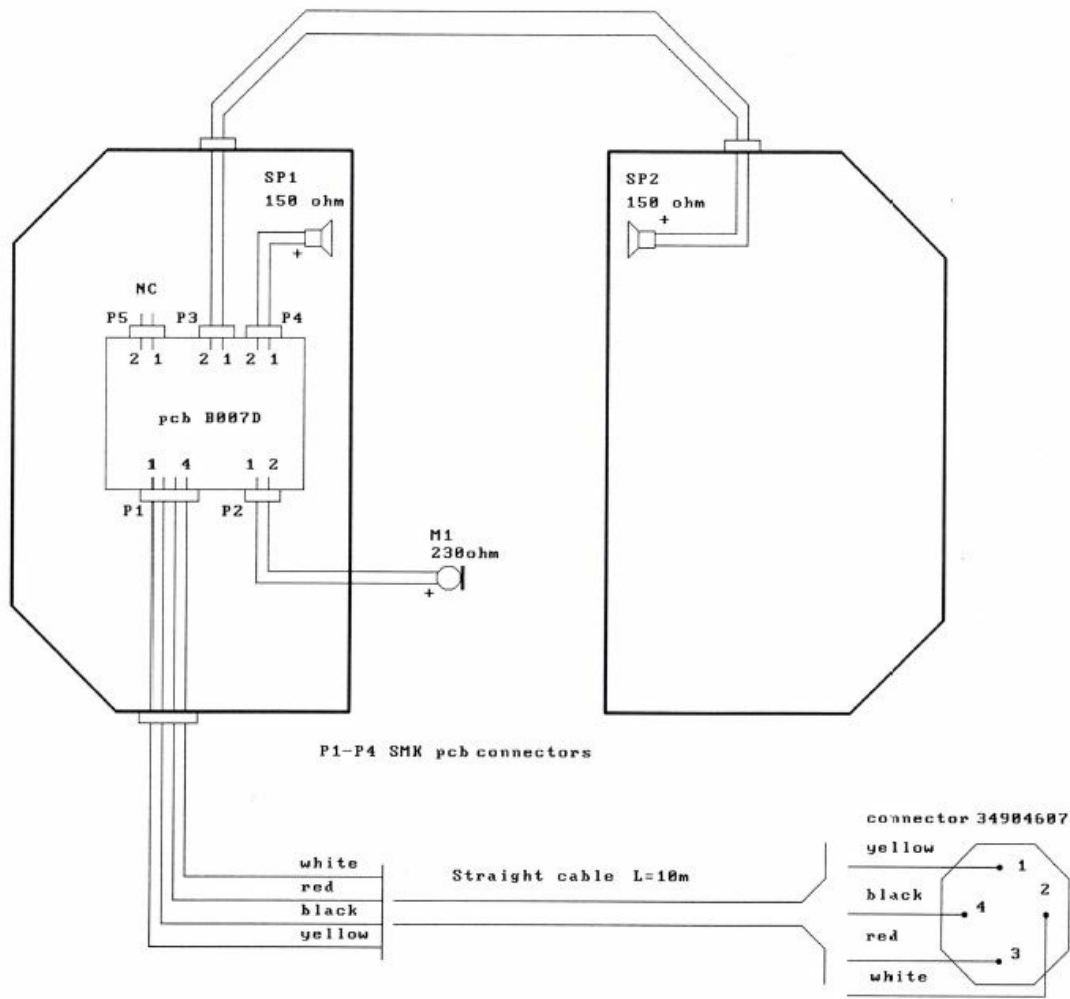 SP1
150 ohm
+
SP2
150 ohm
+
NC
P5 P3 P4
2 1 2 1 2 1
pcb B007D
1 4 1 2
P1 P2
M1
230ohm
+
P1-P4 SMK pcb connectors
connector 34904607
white
red
black
yellow
Straight cable L=10m
yellow
black
red
white
1
2
4
3